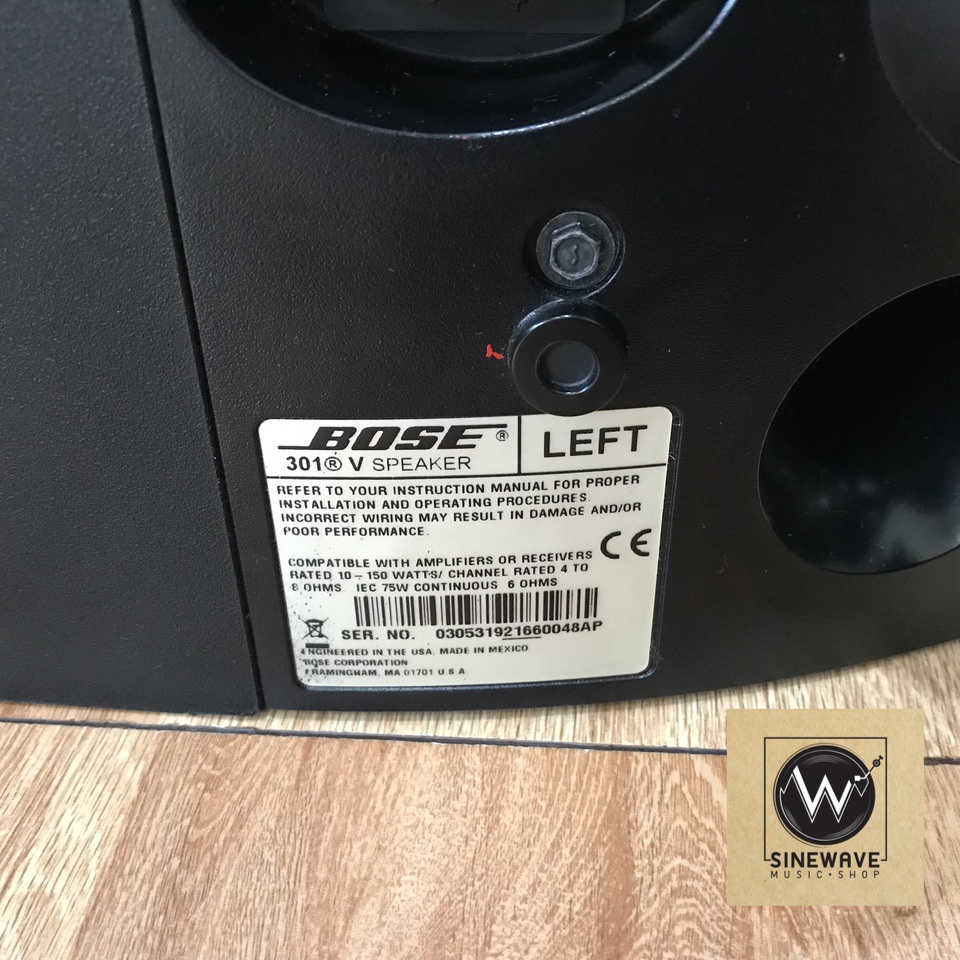 BOSE® LEFT
301® V SPEAKER
REFER TO YOUR INSTRUCTION MANUAL FOR PROPER
INSTALLATION AND OPERATING PROCEDURES.
INCORRECT WIRING MAY RESULT IN DAMAGE AND/OR
POOR PERFORMANCE.
CE
COMPATIBLE WITH AMPLIFIERS OR RECEIVERS
RATED 10 – 150 WATTS/ CHANNEL RATED 4 TO
8 OHMS IEC 75W CONTINUOUS 6 OHMS
SER. NO. 030531921660048AP
ENGINEERED IN THE USA. MADE IN MEXICO
BOSE CORPORATION
FRAMINGHAM, MA 01701 U.S.A
W
SINEWAVE
MUSIC•SHOP